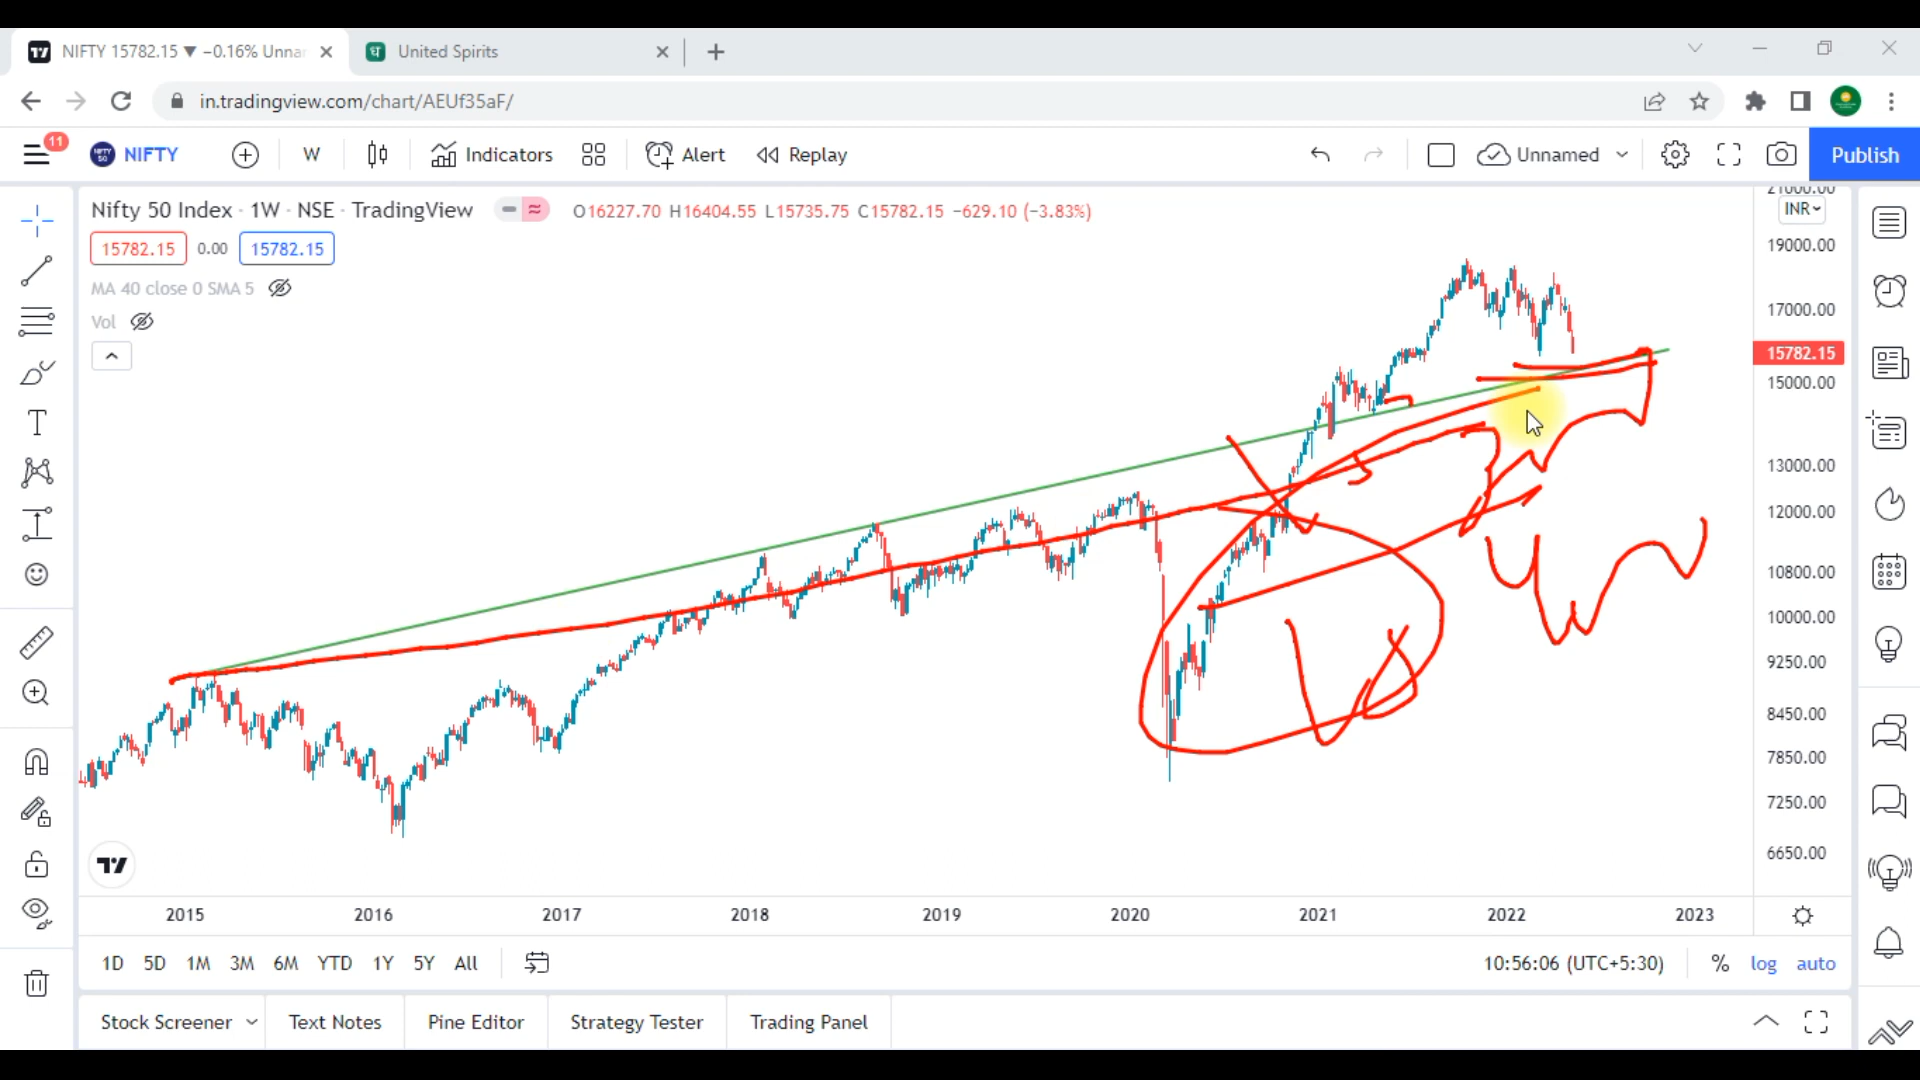 NIFTY 15782.15 ▼ −0.16% Unna
United Spirits
in.tradingview.com/chart/AEUf35aF/
11
NIFTY
W
Indicators
Alert
Replay
Unnamed
Publish
Nifty 50 Index · 1W · NSE · TradingView
O16227.70 H16404.55 L15735.75 C15782.15 −629.10 (−3.83%)
15782.15 0.00 15782.15
MA 40 close 0 SMA 5
Vol
21000.00
INR
19000.00
17000.00
15782.15
15000.00
13000.00
12000.00
10800.00
10000.00
9250.00
8450.00
7850.00
7250.00
6650.00
2015 2016 2017 2018 2019 2020 2021 2022 2023
1D 5D 1M 3M 6M YTD 1Y 5Y All
10:56:06 (UTC+5:30) % log auto
Stock Screener Text Notes Pine Editor Strategy Tester Trading Panel